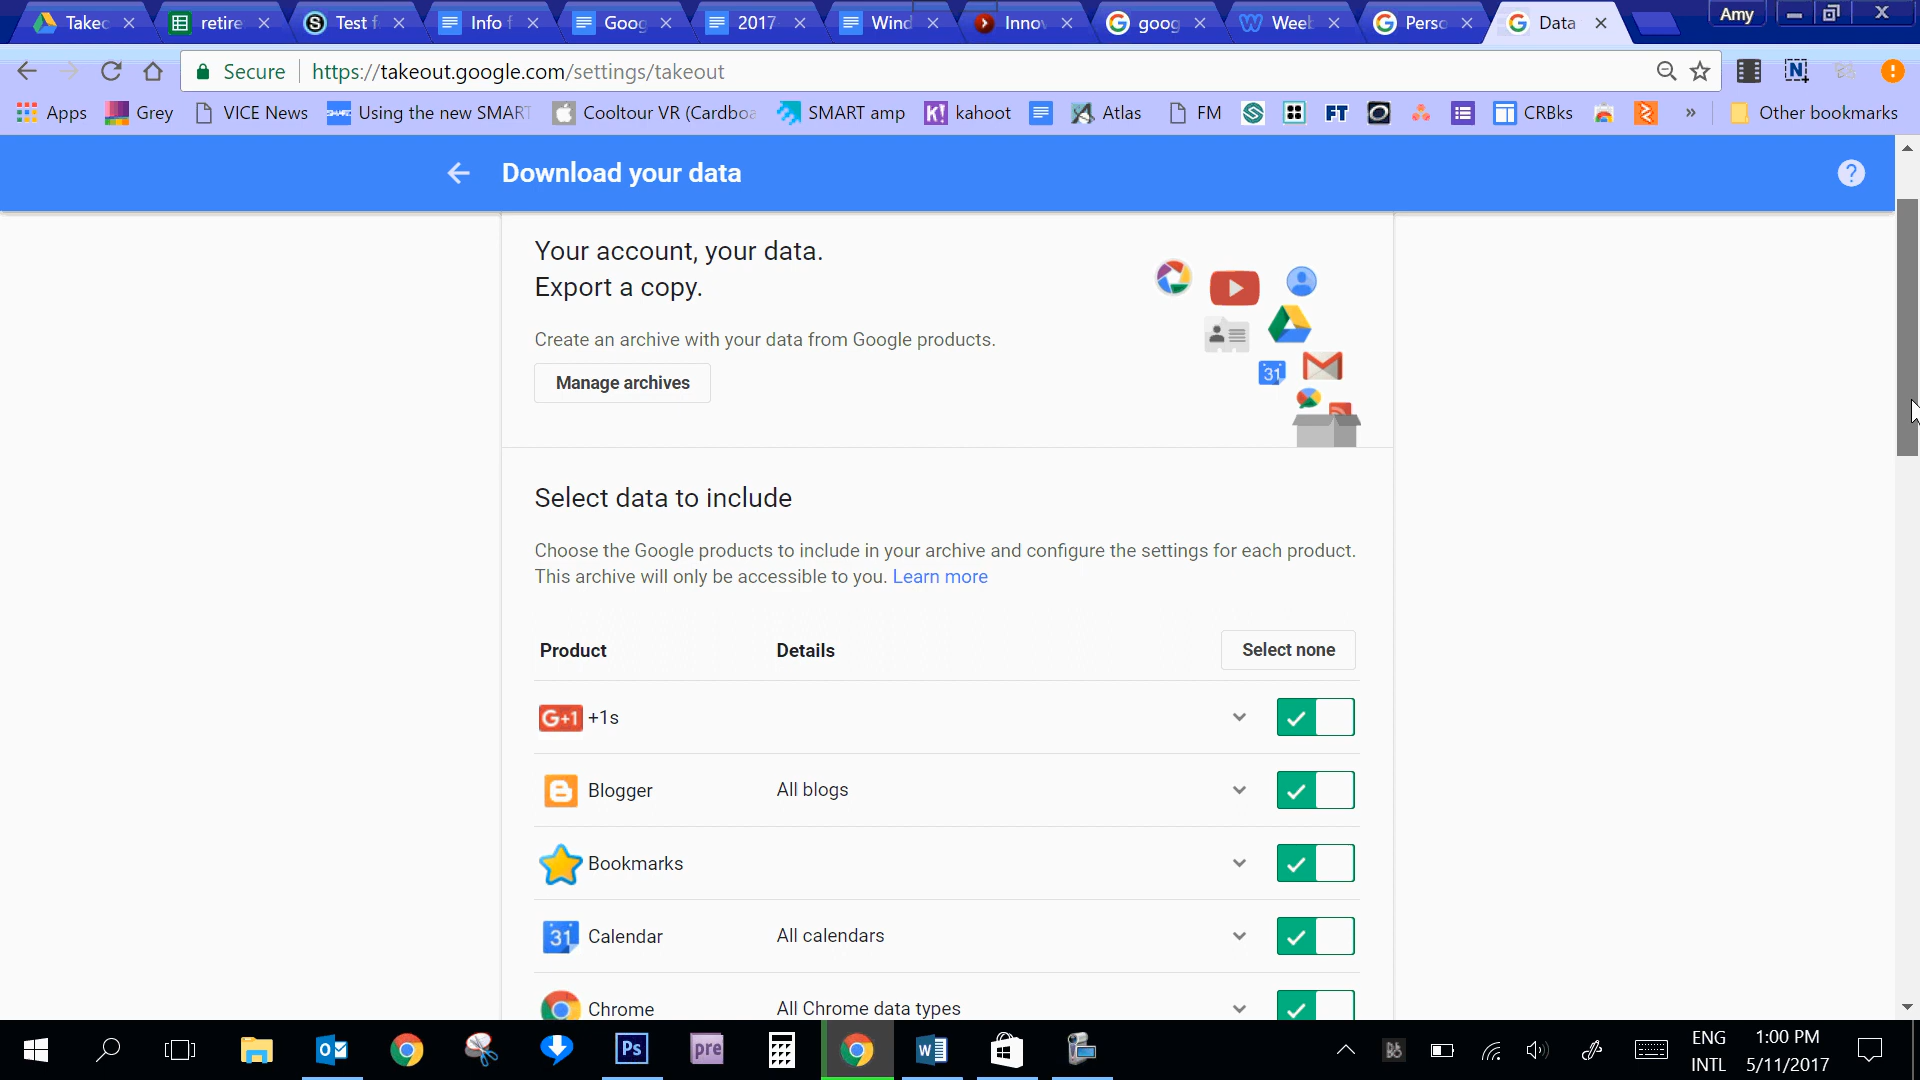 Takec
retire
Test f
Info f
Goog
2017
Wind
Innov
goog
Weeb
Perso
Data
Amy
Secure
https://takeout.google.com/settings/takeout
Apps
Grey
VICE News
Using the new SMART
Cooltour VR (Cardboa
SMART amp
K!
kahoot
Atlas
FM
FT
CRBks
»
Other bookmarks
Download your data
?
Your account, your data.
Export a copy.
Create an archive with your data from Google products.
Manage archives
31
Select data to include
Choose the Google products to include in your archive and configure the settings for each product.
This archive will only be accessible to you. Learn more
Product
Details
Select none
G+1
+1s
Blogger
All blogs
Bookmarks
31
Calendar
All calendars
Chrome
All Chrome data types
Ps
pre
ENG
INTL
1:00 PM
5/11/2017